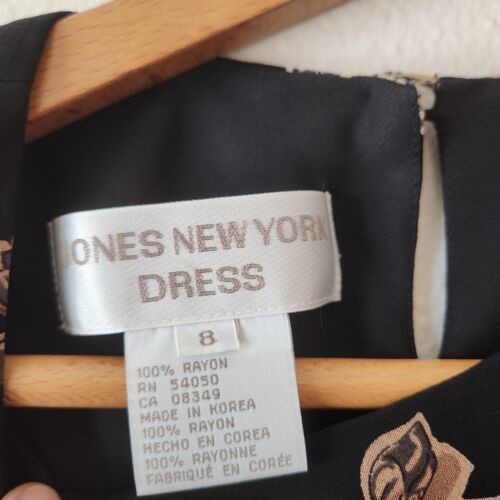 JONES NEW YORK
DRESS
8
100% RAYON
RN 54050
CA 08349
MADE IN KOREA
100% RAYON
HECHO EN COREA
100% RAYONNE
FABRIQUÉ EN CORÉE